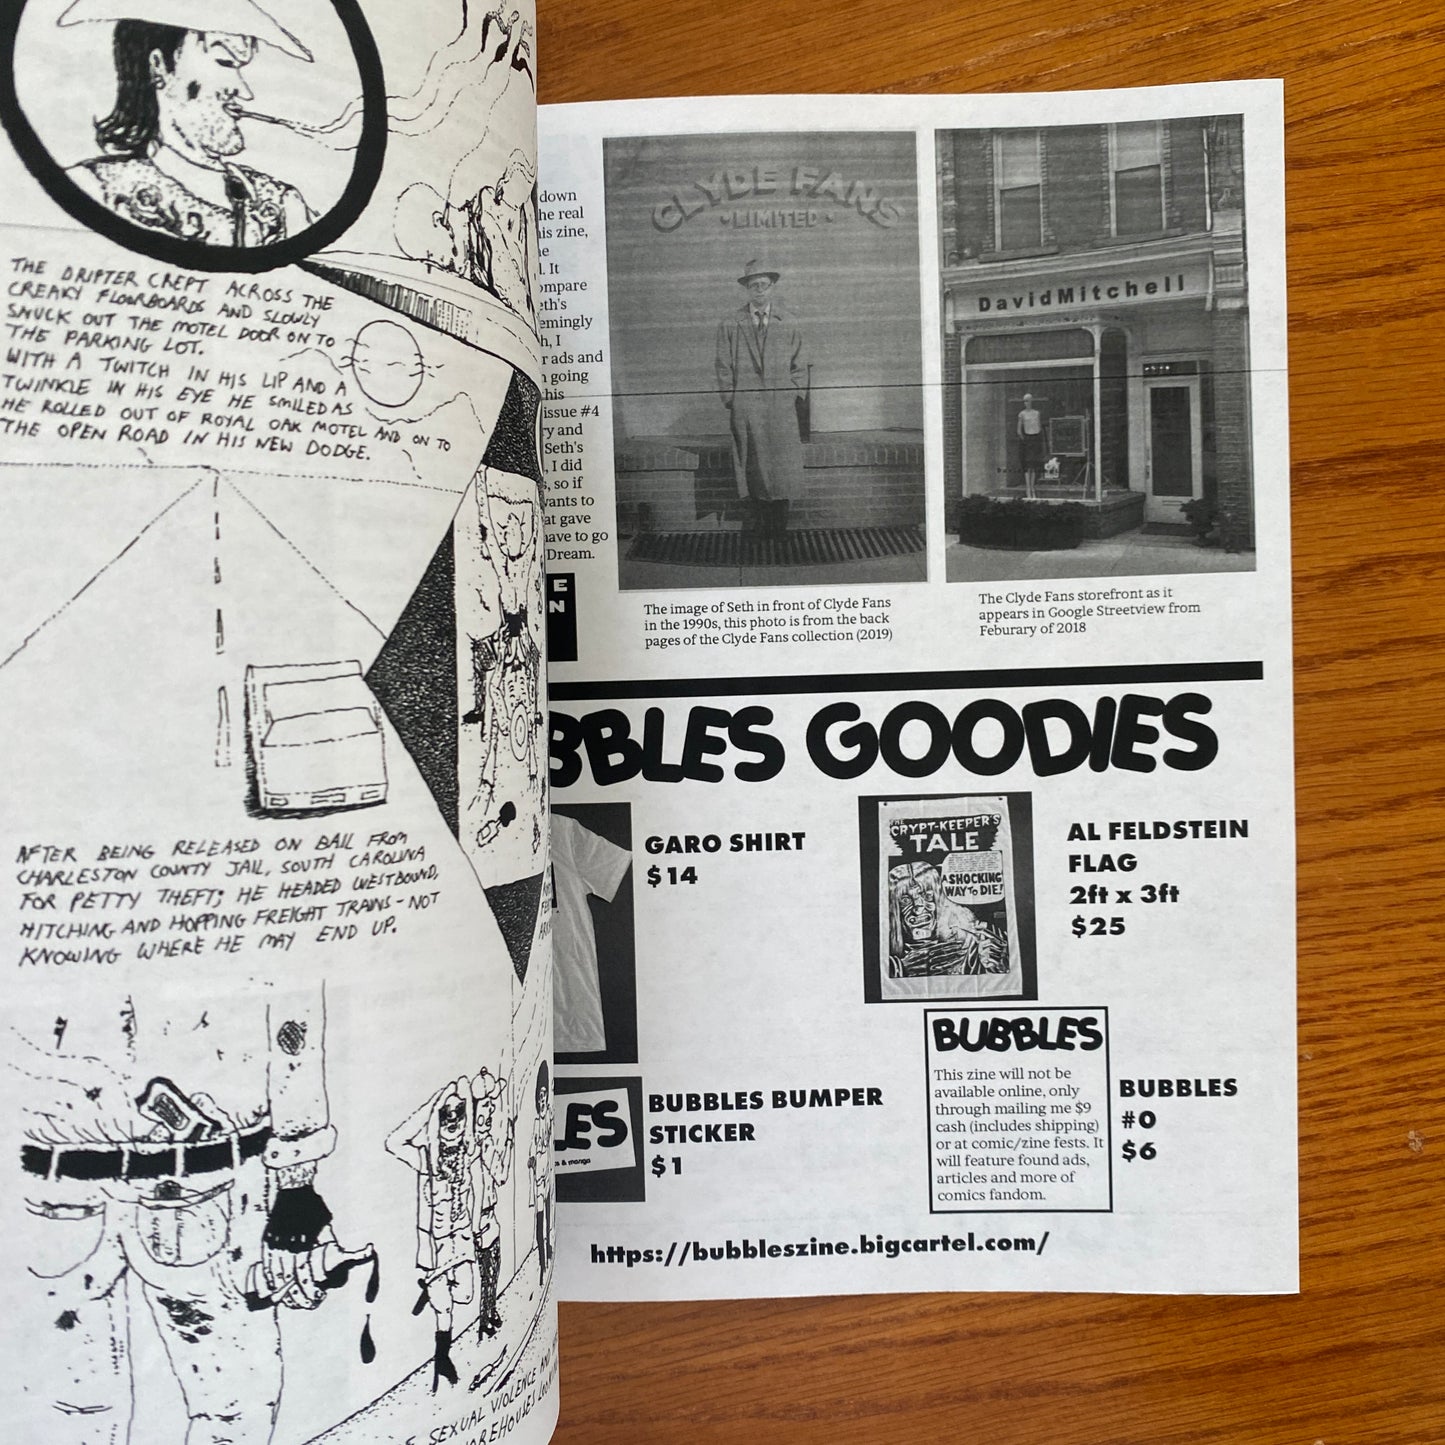 THE DRIFTER CREPT ACROSS THE
CREAKY FLOORBOARDS AND SLOWLY
SNUCK OUT THE MOTEL DOOR ON TO
THE PARKING LOT.
WITH A TWITCH IN HIS LIP AND A
TWINKLE IN HIS EYE HE SMILED AS
HE ROLLED OUT OF ROYAL OAK MOTEL AND ON TO
THE OPEN ROAD IN HIS NEW DODGE.
AFTER BEING RELEASED ON BAIL FROM
CHARLESTON COUNTY JAIL, SOUTH CAROLINA
FOR PETTY THEFT; HE HEADED WESTBOUND,
HITCHING AND HOPPING FREIGHT TRAINS - NOT
KNOWING WHERE HE MAY END UP.
SEXUAL VIOLENCE AN
down
he real
his zine,
l. It
ompare
eth's
emingly
h, I
r ads and
going
his
issue #4
ry and
Seth's
, I did
s, so if
vants to
at gave
have to go
Dream.
E
N
CLYDE FANS
LIMITED
DavidMitchell
The image of Seth in front of Clyde Fans
in the 1990s, this photo is from the back
pages of the Clyde Fans collection (2019)
The Clyde Fans storefront as it
appears in Google Streetview from
Feburary of 2018
BBLES GOODIES
GARO SHIRT
$14
THE
CRYPT-KEEPER'S
TALE
A SHOCKING
WAY TO DIE!
AL FELDSTEIN
FLAG
2ft x 3ft
$25
LES
s & manga
BUBBLES BUMPER
STICKER
$1
BUBBLES
This zine will not be
available online, only
through mailing me $9
cash (includes shipping)
or at comic/zine fests. It
will feature found ads,
articles and more of
comics fandom.
BUBBLES
#0
$6
https://bubbleszine.bigcartel.com/